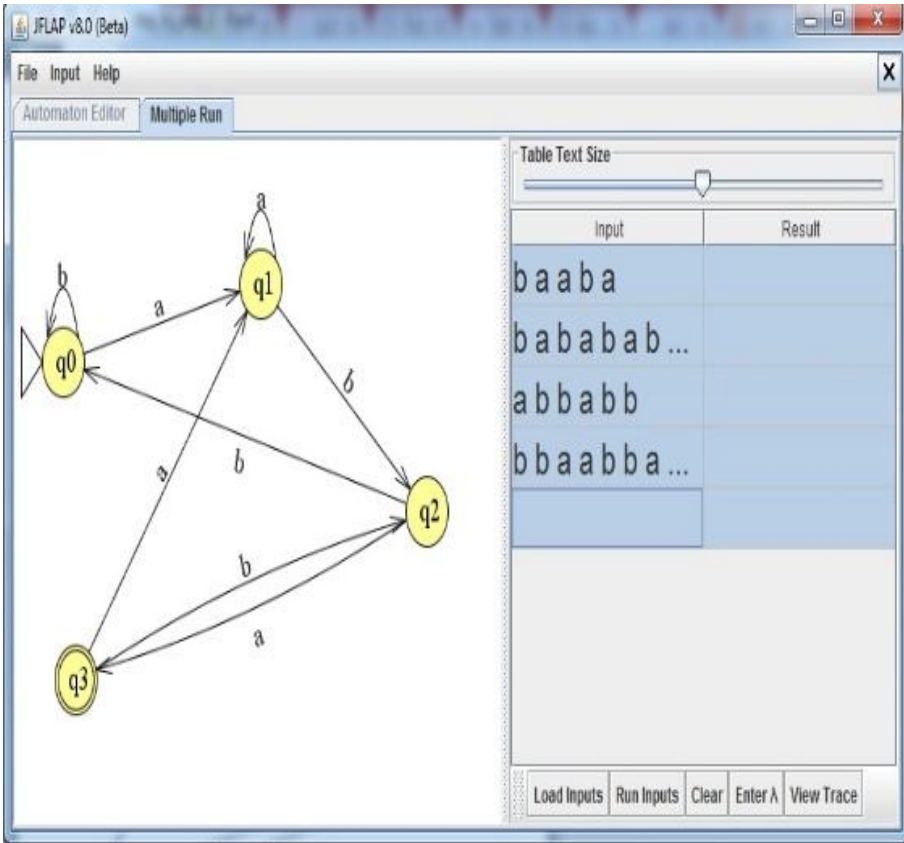 JFLAP v8.0 (Beta)
File Input Help
X
Automaton Editor Multiple Run
Table Text Size
Input Result
b a a b a
b a b a b a b ...
a b b a b b
b b a a b b a ...
a
b
q1
a
q0
b
b
a
q2
b
a
q3
Load Inputs Run Inputs Clear Enter λ View Trace